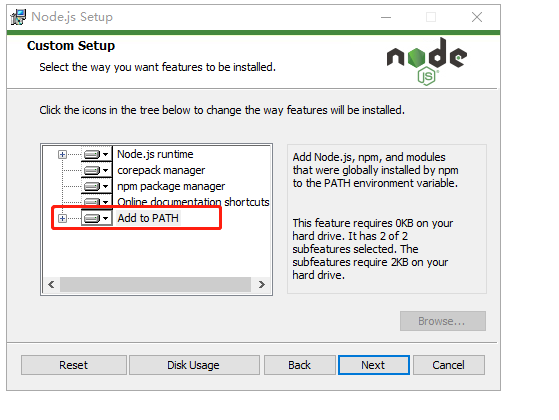 Node.js Setup
Custom Setup
Select the way you want features to be installed.
node
JS
Click the icons in the tree below to change the way features will be installed.
Node.js runtime
corepack manager
npm package manager
Online documentation shortcuts
Add to PATH
Add Node.js, npm, and modules
that were globally installed by npm
to the PATH environment variable.
This feature requires 0KB on your
hard drive. It has 2 of 2
subfeatures selected. The
subfeatures require 2KB on your
hard drive.
Browse...
Reset
Disk Usage
Back
Next
Cancel